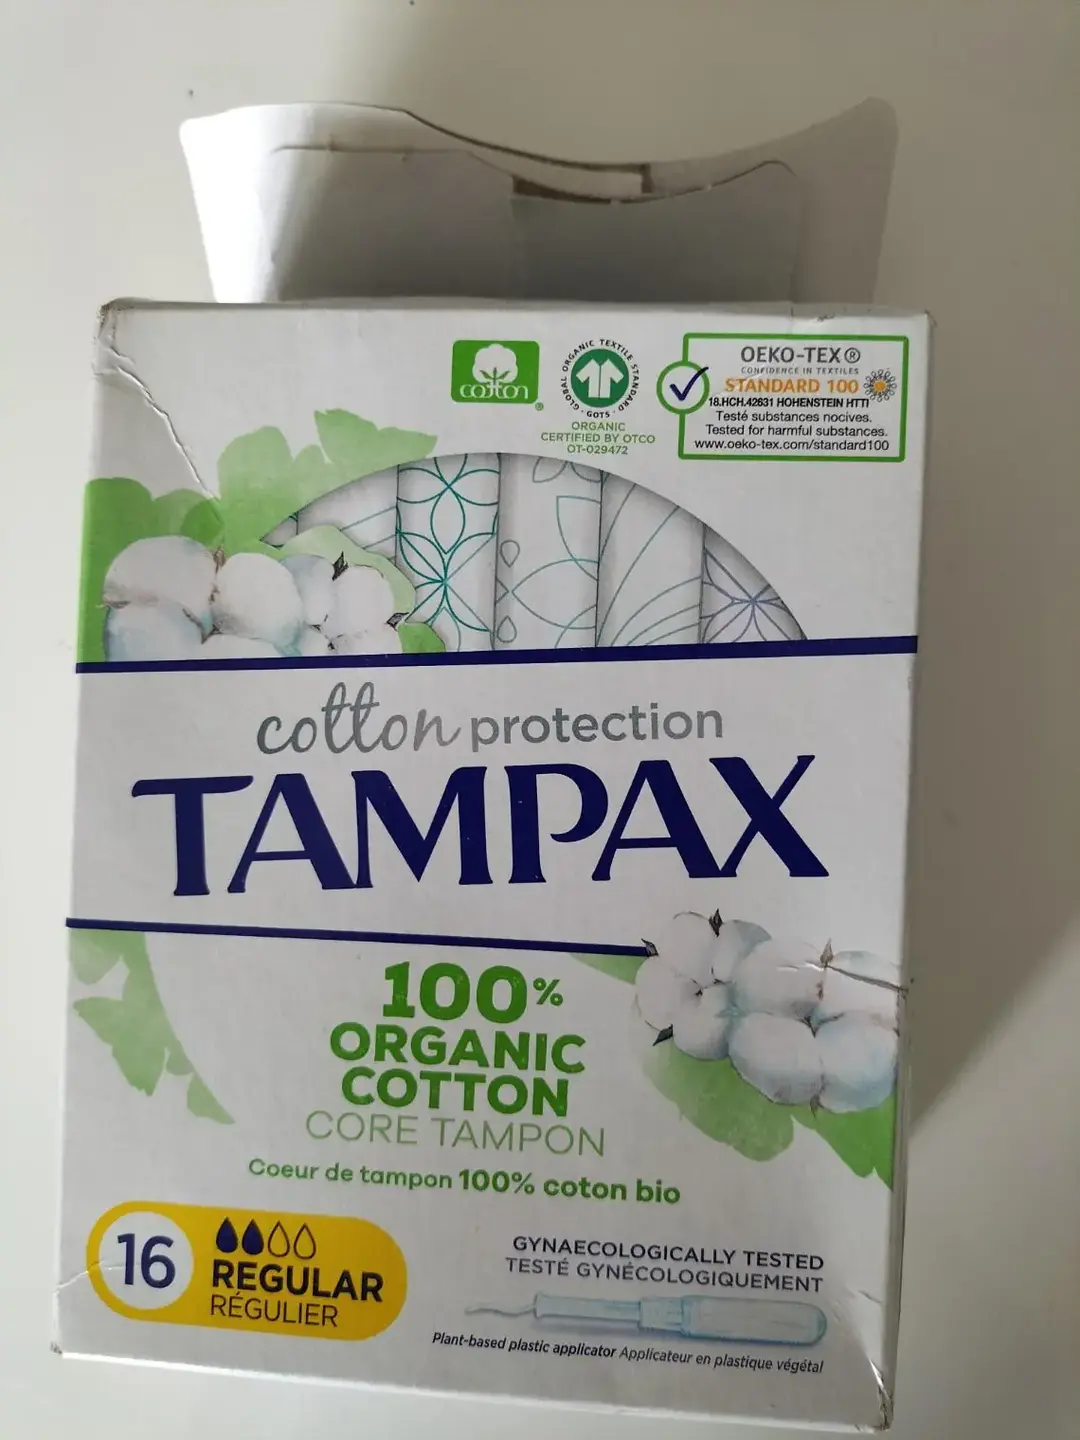 cotton
GLOBAL ORGANIC TEXTILE STANDARD · GOTS ·
ORGANIC
CERTIFIED BY OTCO
OT-029472
OEKO-TEX®
CONFIDENCE IN TEXTILES
STANDARD 100
18.HCH.42631 HOHENSTEIN HTTI
Testé substances nocives.
Tested for harmful substances.
www.oeko-tex.com/standard100
cotton protection
TAMPAX
100%
ORGANIC
COTTON
CORE TAMPON
Coeur de tampon 100% coton bio
16
REGULAR
RÉGULIER
GYNAECOLOGICALLY TESTED
TESTÉ GYNÉCOLOGIQUEMENT
Plant-based plastic applicator Applicateur en plastique végétal